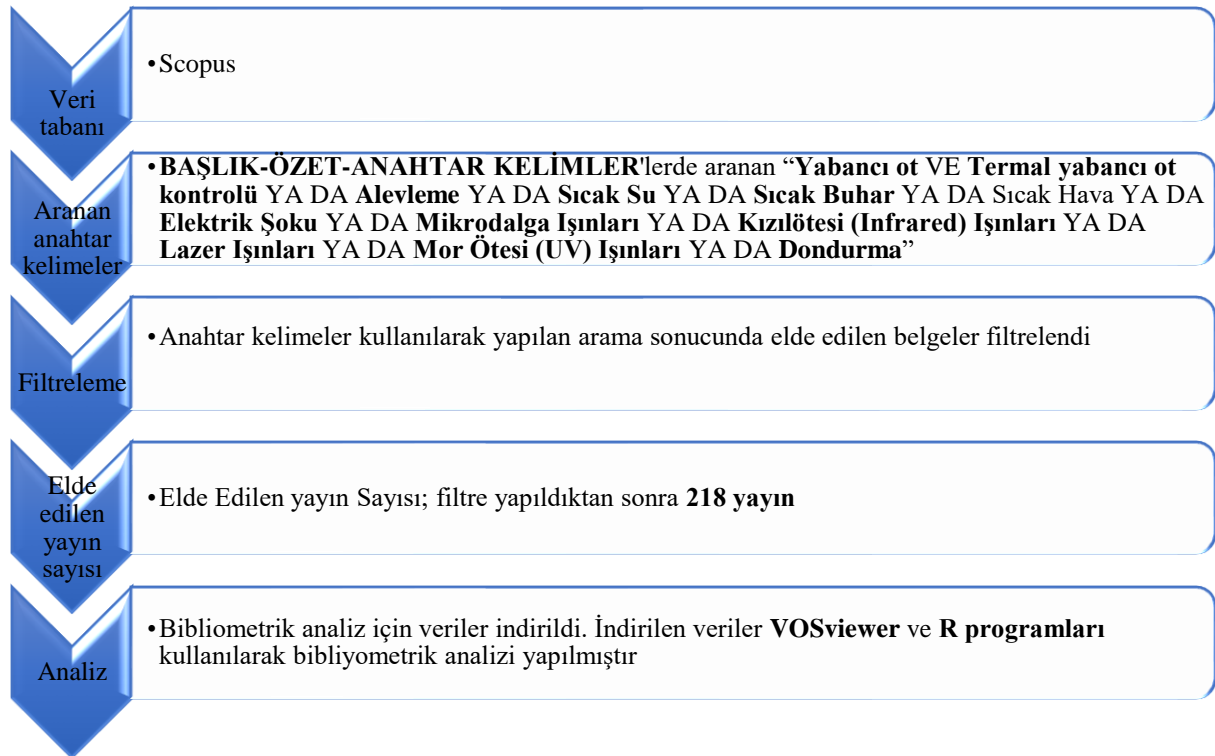 Veri
tabanı
•Scopus
Aranan
anahtar
kelimeler
•BAŞLIK-ÖZET-ANAHTAR KELİMLER'lerde aranan “Yabancı ot VE Termal yabancı ot
kontrolü YA DA Alevleme YA DA Sıcak Su YA DA Sıcak Buhar YA DA Sıcak Hava YA DA
Elektrik Şoku YA DA Mikrodalga Işınları YA DA Kızılötesi (Infrared) Işınları YA DA
Lazer Işınları YA DA Mor Ötesi (UV) Işınları YA DA Dondurma”
Filtreleme
•Anahtar kelimeler kullanılarak yapılan arama sonucunda elde edilen belgeler filtrelendi
Elde
edilen
yayın
sayısı
•Elde Edilen yayın Sayısı; filtre yapıldıktan sonra 218 yayın
Analiz
•Bibliometrik analiz için veriler indirildi. İndirilen veriler VOSviewer ve R programları
kullanılarak bibliyometrik analizi yapılmıştır